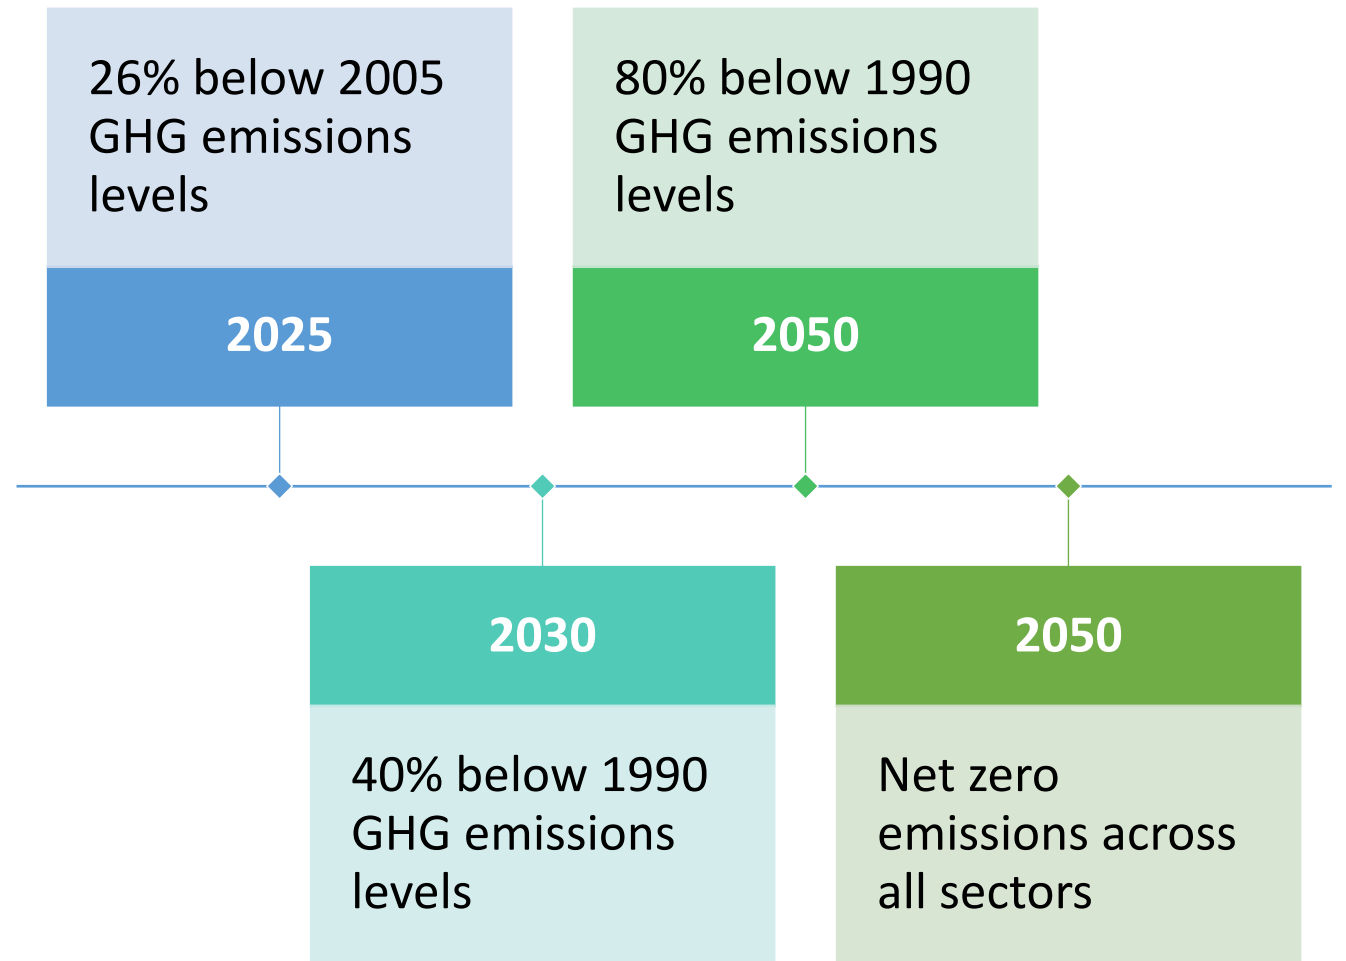 26% below 2005
GHG emissions
levels
2025
80% below 1990
GHG emissions
levels
2050
2030
40% below 1990
GHG emissions
levels
2050
Net zero
emissions across
all sectors